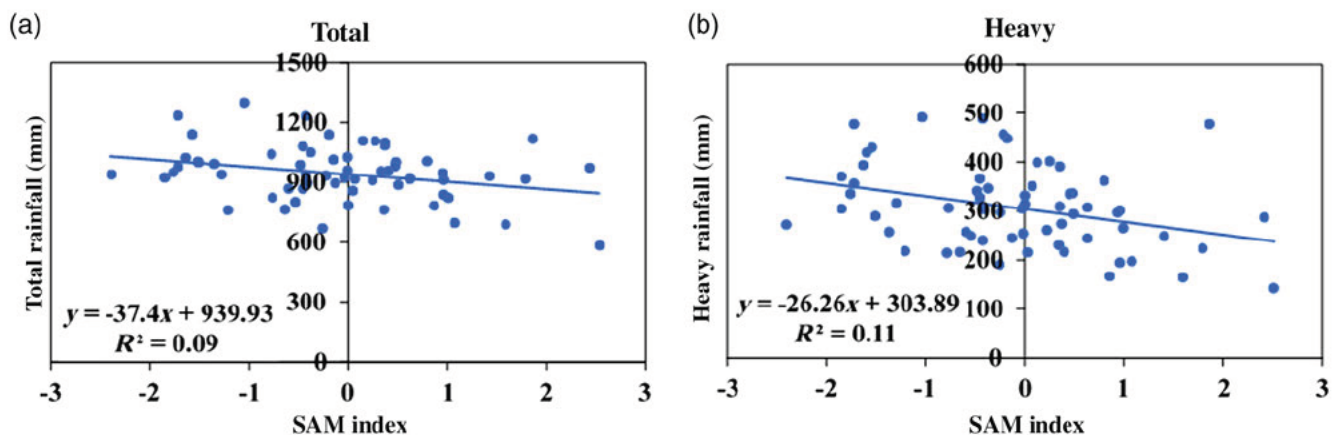 (a)
Total
Total rainfall (mm)
1500
1200
900
600
300
0
y = -37.4x + 939.93
R² = 0.09
-3 -2 -1 0 1 2 3
SAM index
(b)
Heavy
Heavy rainfall (mm)
600
500
400
300
200
100
0
y = -26.26x + 303.89
R² = 0.11
-3 -2 -1 0 1 2 3
SAM index